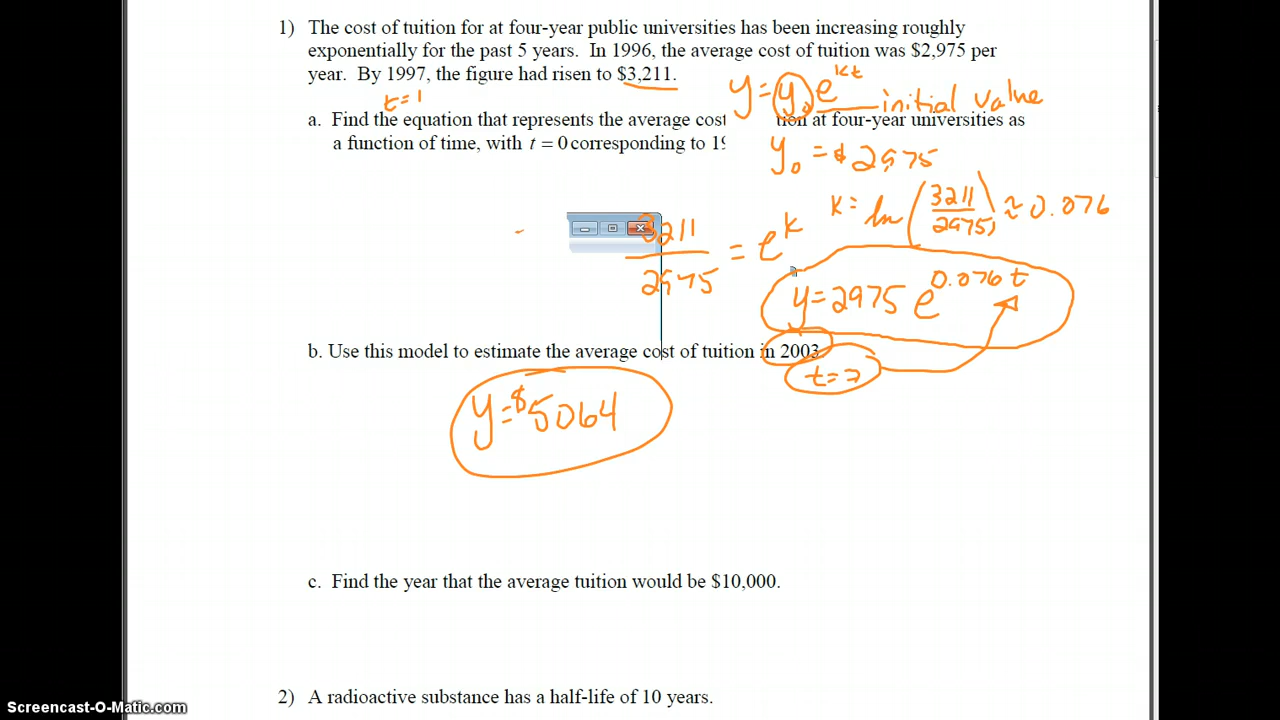 1) The cost of tuition for at four-year public universities has been increasing roughly
exponentially for the past 5 years. In 1996, the average cost of tuition was $2,975 per
year. By 1997, the figure had risen to $3,211.
t=1
y=y₀e^kt
initial value
a. Find the equation that represents the average cost tion at four-year universities as
a function of time, with t = 0 corresponding to 19
y₀ = $2975
k = ln(3211/2975) ≈ 0.076
3211/2975 = e^k
y=2975 e^0.076t
b. Use this model to estimate the average cost of tuition in 2003.
t=7
y=$5064
c. Find the year that the average tuition would be $10,000.
2) A radioactive substance has a half-life of 10 years.
Screencast-O-Matic.com